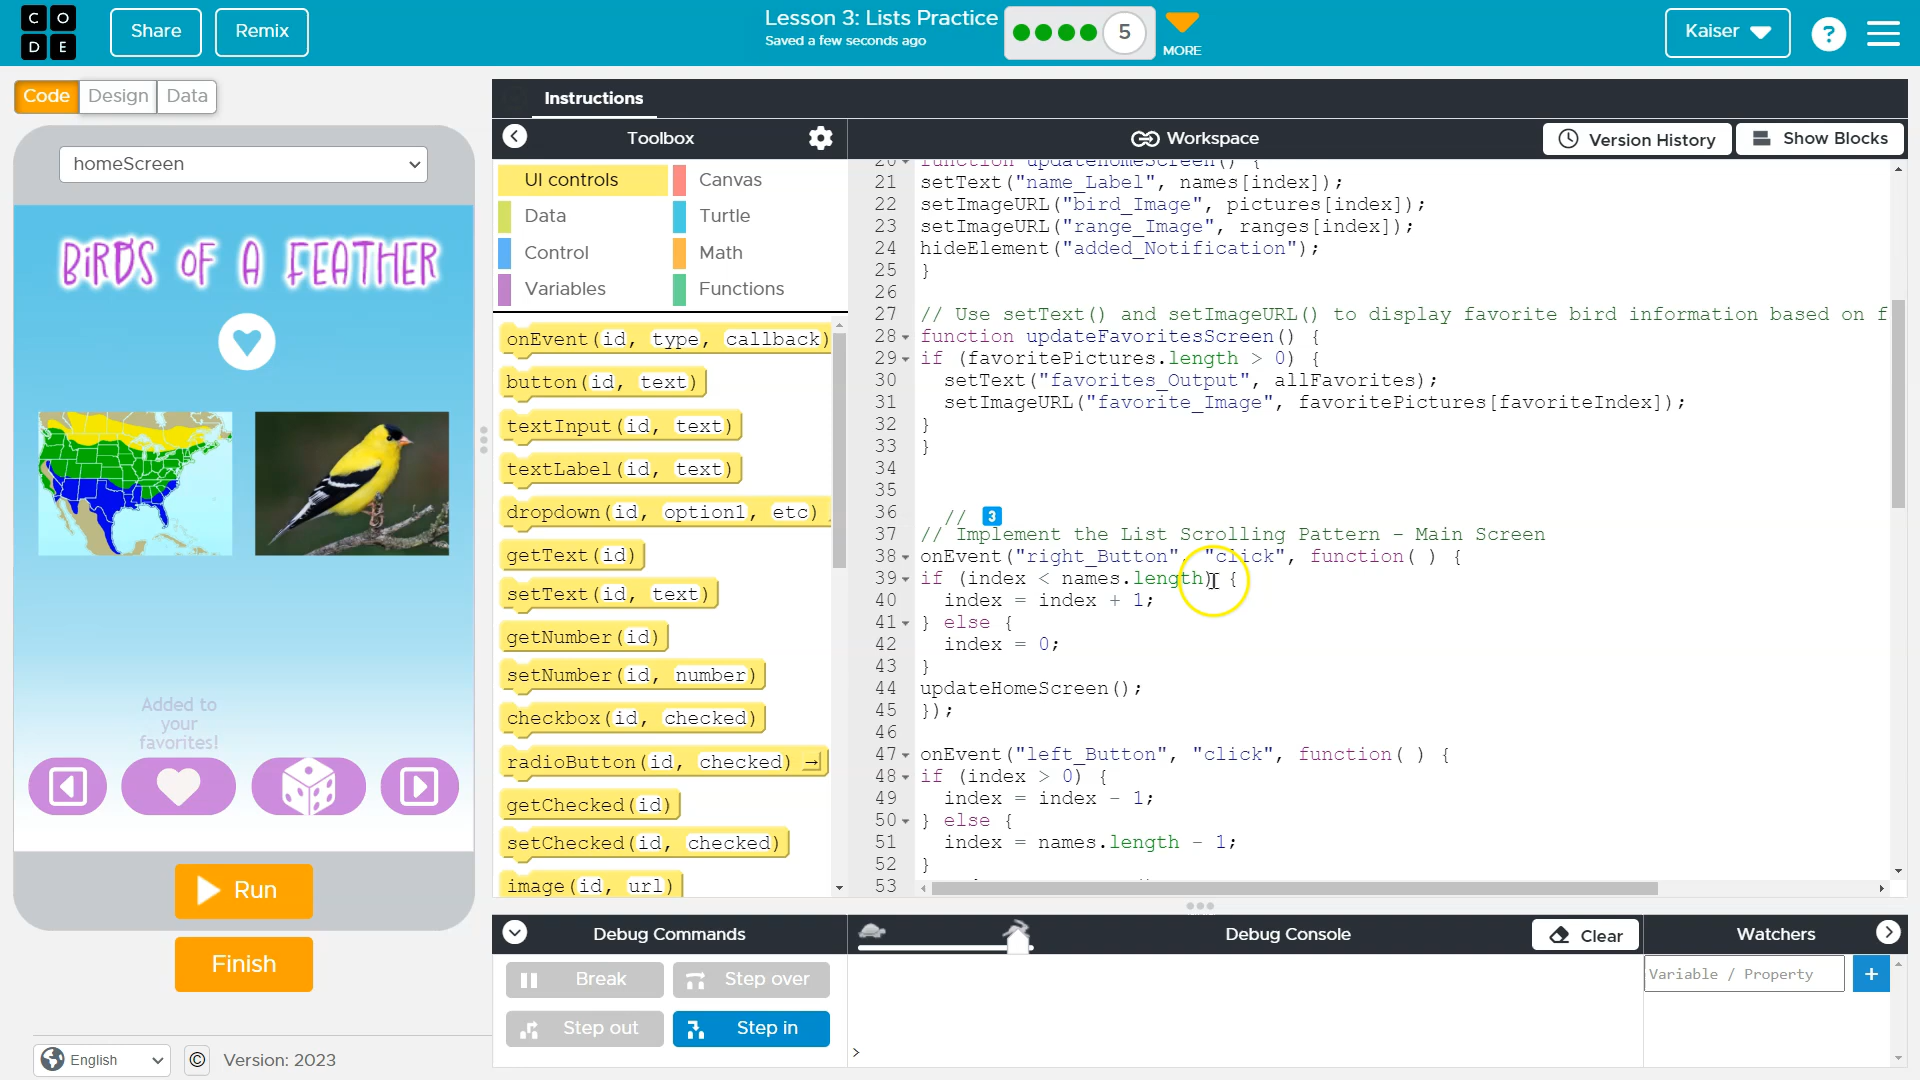 CODE
Share
Remix
Lesson 3: Lists Practice
Saved a few seconds ago
5
MORE
Kaiser
?
Code
Design
Data
homeScreen
BIRDS OF A FEATHER
Added to
your
favorites!
Run
Finish
English
©
Version: 2023
Instructions
Toolbox
Workspace
Version History
Show Blocks
UI controls
Canvas
Data
Turtle
Control
Math
Variables
Functions
onEvent(id, type, callback)
button(id, text)
textInput(id, text)
textLabel(id, text)
dropdown(id, option1, etc)
getText(id)
setText(id, text)
getNumber(id)
setNumber(id, number)
checkbox(id, checked)
radioButton(id, checked) →
getChecked(id)
setChecked(id, checked)
image(id, url)
20 function updateHomeScreen() {
21 setText("name_Label", names[index]);
22 setImageURL("bird_Image", pictures[index]);
23 setImageURL("range_Image", ranges[index]);
24 hideElement("added_Notification");
25 }
26
27 // Use setText() and setImageURL() to display favorite bird information based on f
28 function updateFavoritesScreen() {
29 if (favoritePictures.length > 0) {
30 setText("favorites_Output", allFavorites);
31 setImageURL("favorite_Image", favoritePictures[favoriteIndex]);
32 }
33 }
34
35
36 // 3
37 // Implement the List Scrolling Pattern - Main Screen
38 onEvent("right_Button", "click", function( ) {
39 if (index < names.length) {
40 index = index + 1;
41 } else {
42 index = 0;
43 }
44 updateHomeScreen();
45 });
46
47 onEvent("left_Button", "click", function( ) {
48 if (index > 0) {
49 index = index - 1;
50 } else {
51 index = names.length - 1;
52 }
53
Debug Commands
Debug Console
Clear
Watchers
Break
Step over
Step out
Step in
>
Variable / Property
+